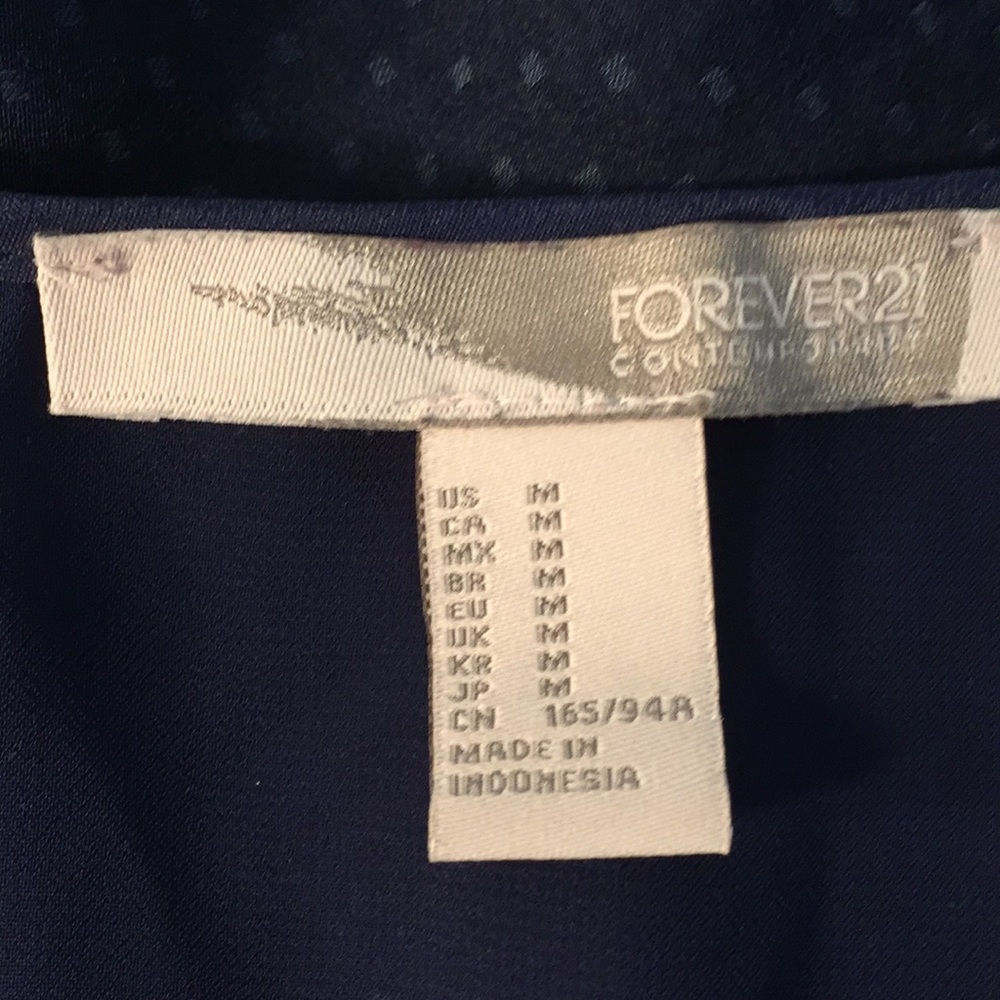 FOREVER21
CONTEMPORARY
US M
CA M
MX M
BR M
EU M
UK M
KR M
JP M
CN 165/94A
MADE IN
INDONESIA